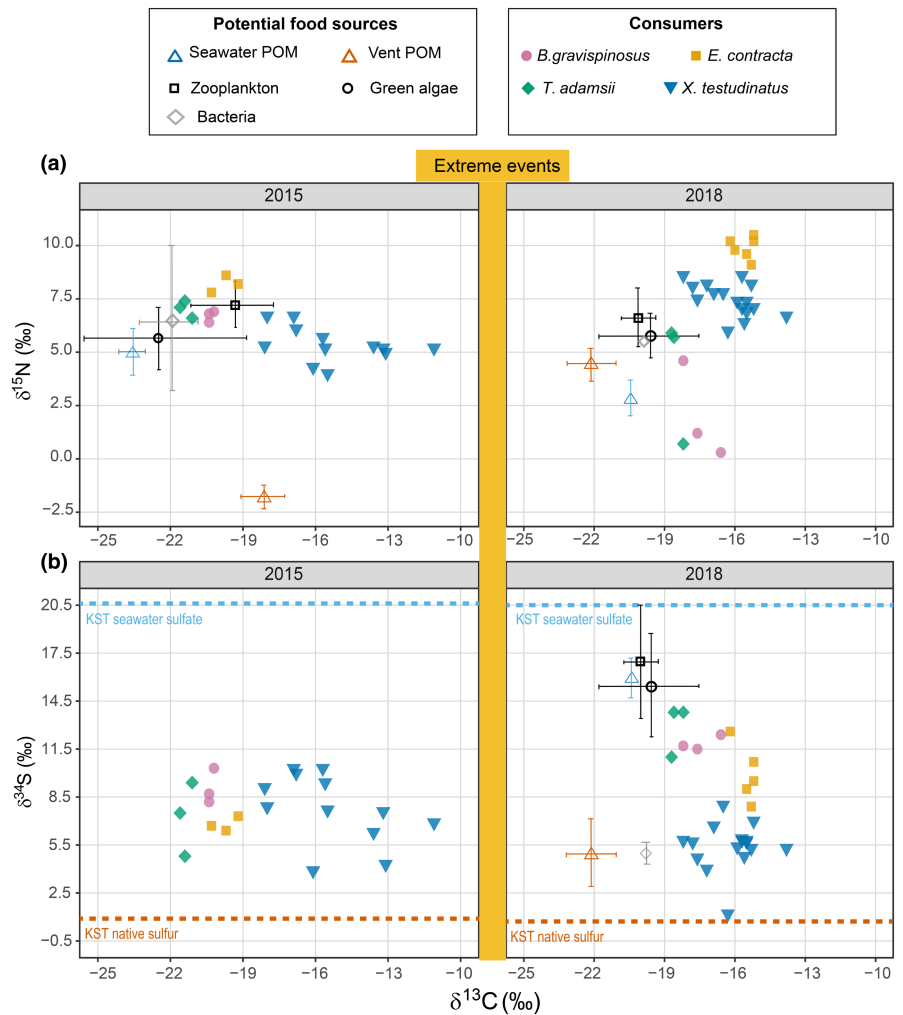 Potential food sources
Seawater POM
Vent POM
Zooplankton
Green algae
Bacteria
Consumers
B.gravispinosus
E. contracta
T. adamsii
X. testudinatus
(a)
Extreme events
2015
2018
10.0
7.5
5.0
2.5
0.0
−2.5
δ15N (‰)
−25 −22 −19 −16 −13 −10
−25 −22 −19 −16 −13 −10
(b)
2015
2018
20.5
17.5
14.5
11.5
8.5
5.5
2.5
−0.5
δ34S (‰)
KST seawater sulfate
KST native sulfur
KST seawater sulfate
KST native sulfur
−25 −22 −19 −16 −13 −10
−25 −22 −19 −16 −13 −10
δ13C (‰)